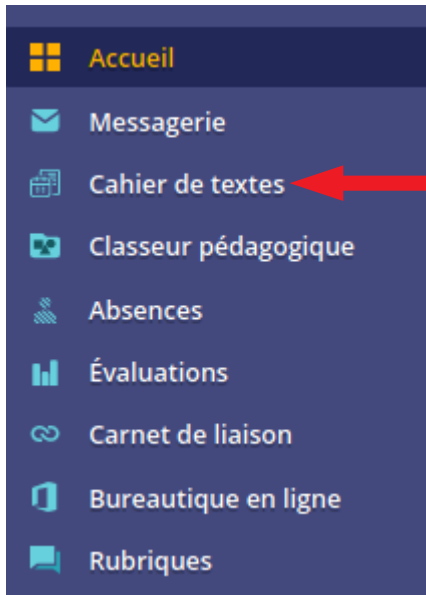 Accueil
Messagerie
Cahier de textes
Classeur pédagogique
Absences
Évaluations
Carnet de liaison
Bureautique en ligne
Rubriques